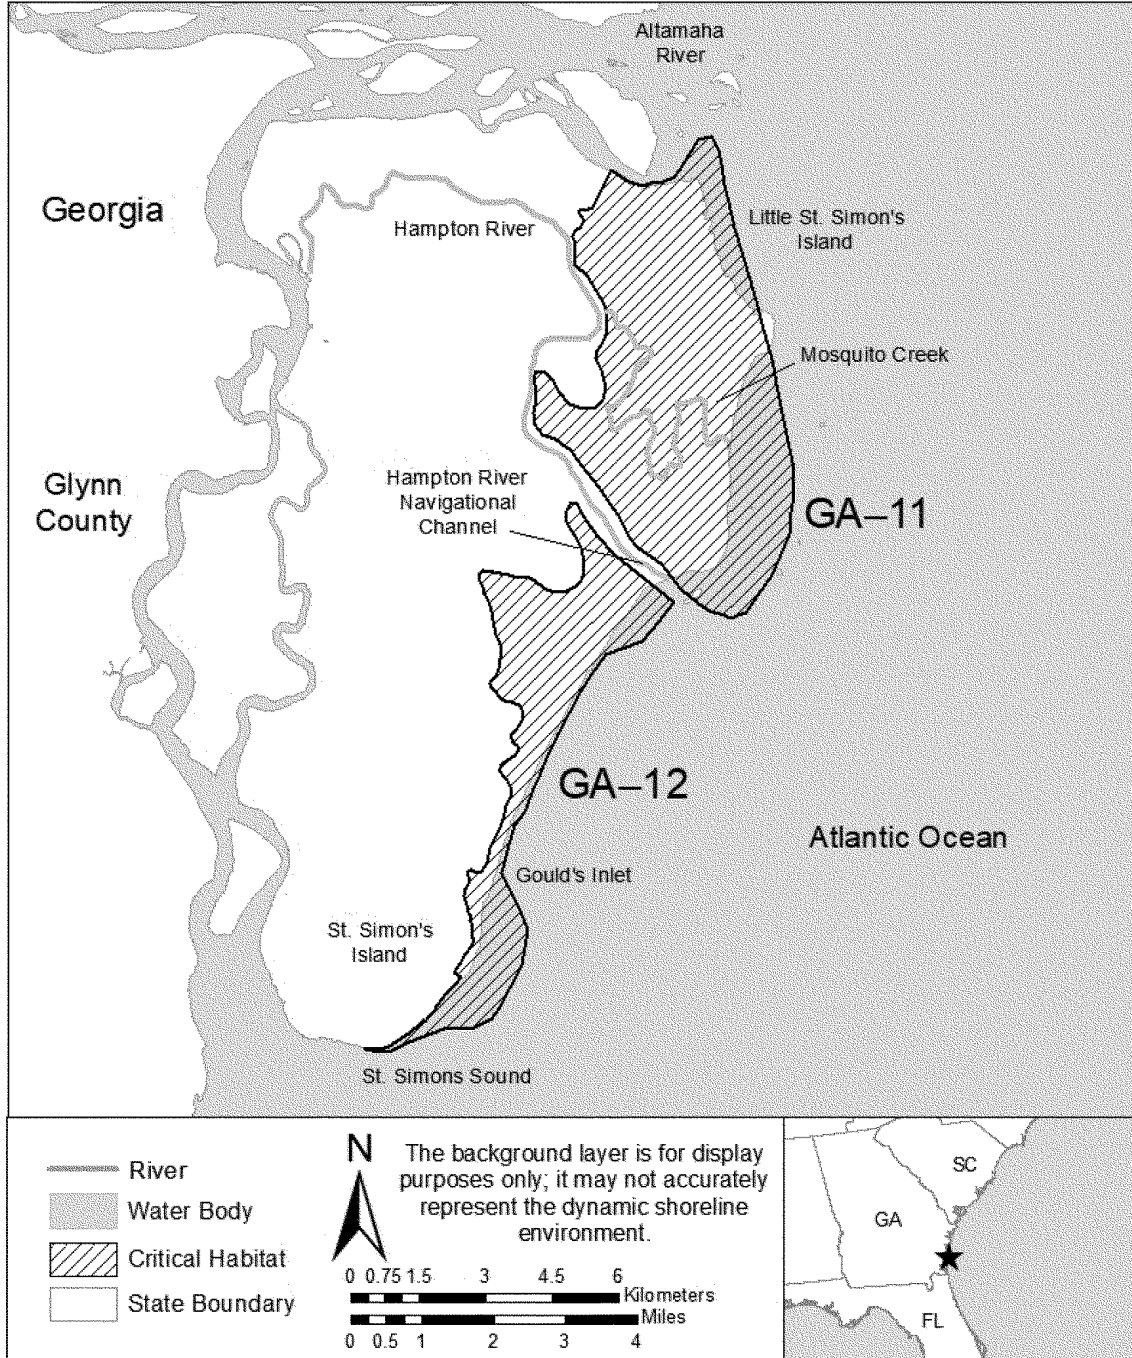 Altamaha
River
Georgia
Hampton River
Little St. Simon's
Island
Mosquito Creek
Glynn
County
Hampton River
Navigational
Channel
GA–11
GA–12
Atlantic Ocean
Gould's Inlet
St. Simon's
Island
St. Simons Sound
River
Water Body
Critical Habitat
State Boundary
N
The background layer is for display
purposes only; it may not accurately
represent the dynamic shoreline
environment.
0 0.75 1.5 3 4.5 6
Kilometers
Miles
0 0.5 1 2 3 4
SC
GA
FL